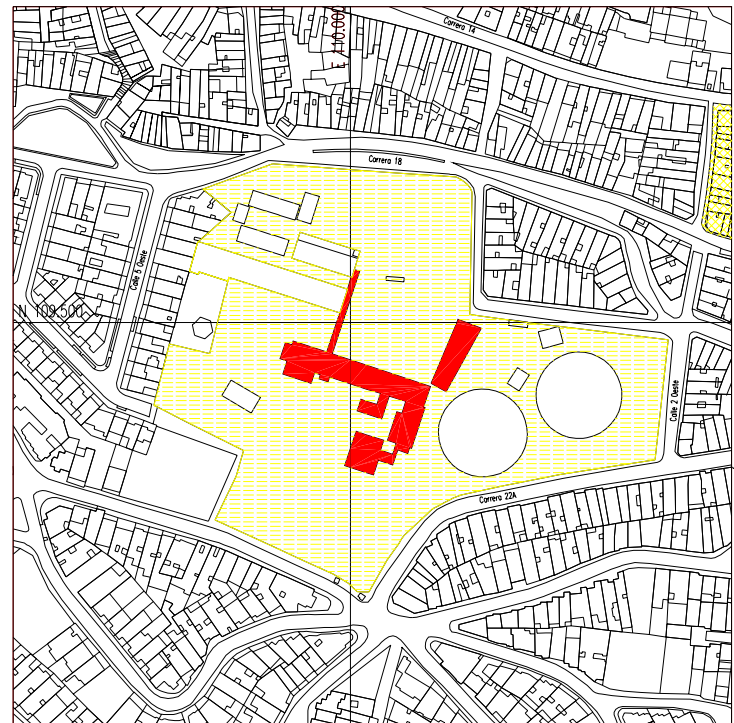 Carrera 14
E 110.000
Carrera 18
Calle 5 Oeste
N 109.500
Calle 2 Oeste
Carrera 22A